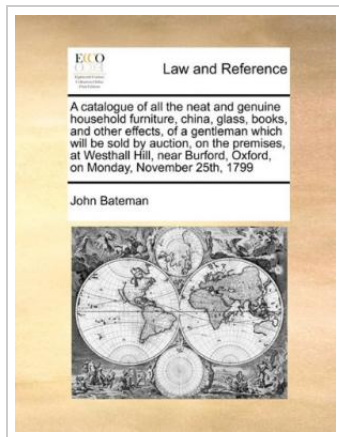 ECCO
Law and Reference
A catalogue of all the neat and genuine
household furniture, china, glass, books,
and other effects, of a gentleman which
will be sold by auction, on the premises,
at Westhall Hill, near Burford, Oxford,
on Monday, November 25th, 1799
John Bateman